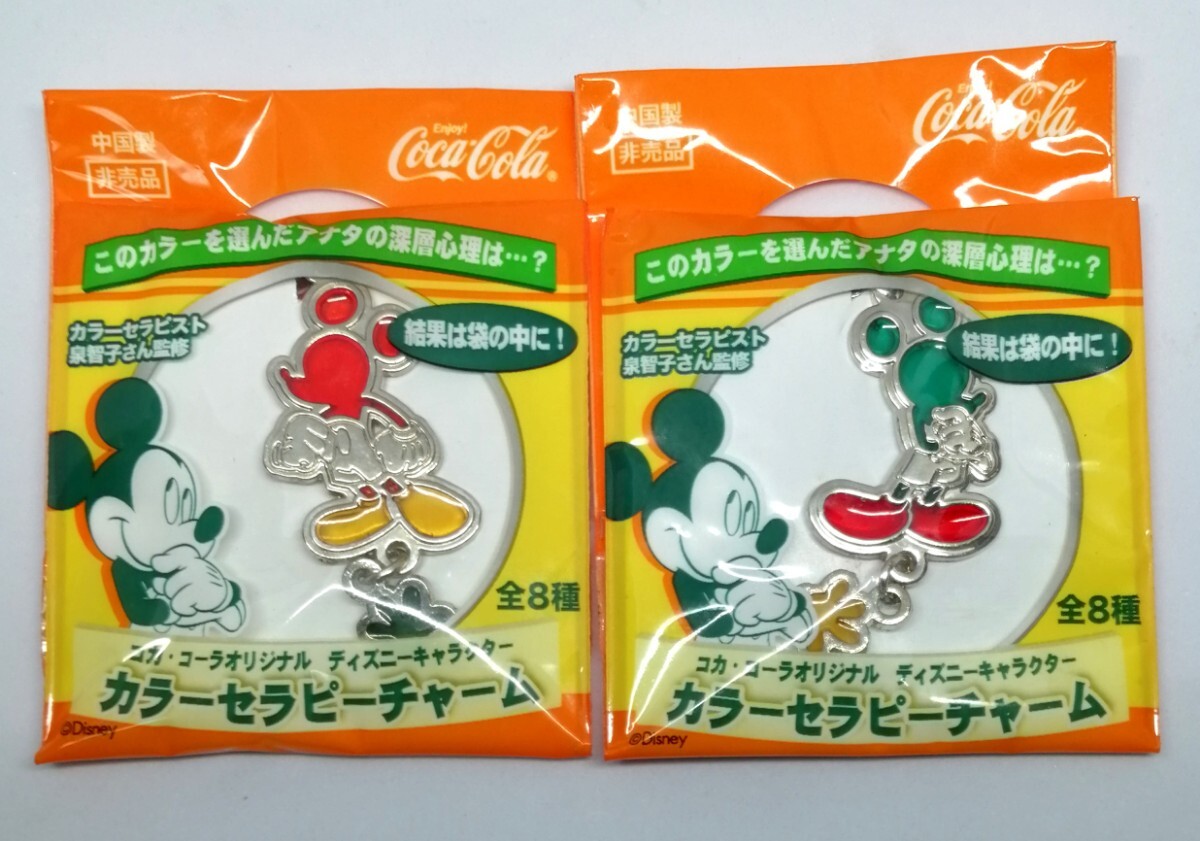 中国製
非売品
Enjoy!
Coca-Cola®
このカラーを選んだアナタの深層心理は…?
カラーセラピスト
泉智子さん監修
結果は袋の中に!
全8種
コカ・コーラオリジナル ディズニーキャラクター
カラーセラピーチャーム
©Disney
中国製
非売品
Coca-Cola
このカラーを選んだアナタの深層心理は…?
カラーセラピスト
泉智子さん監修
結果は袋の中に!
全8種
コカ・コーラオリジナル ディズニーキャラクター
カラーセラピーチャーム
©Disney